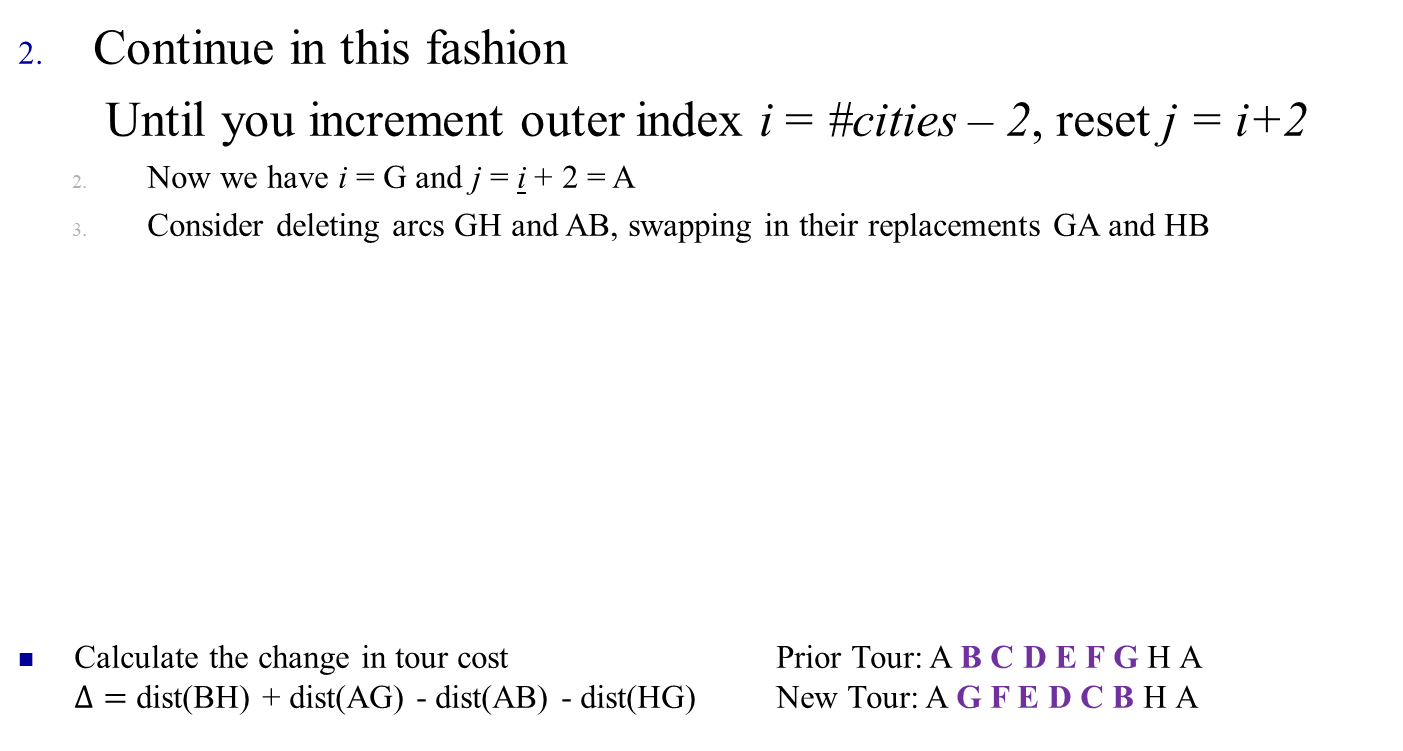 2. Continue in this fashion
Until you increment outer index i = #cities – 2, reset j = i+2
2. Now we have i = G and j = i + 2 = A
3. Consider deleting arcs GH and AB, swapping in their replacements GA and HB
■ Calculate the change in tour cost
Δ = dist(BH) + dist(AG) - dist(AB) - dist(HG)
Prior Tour: A B C D E F G H A
New Tour: A G F E D C B H A